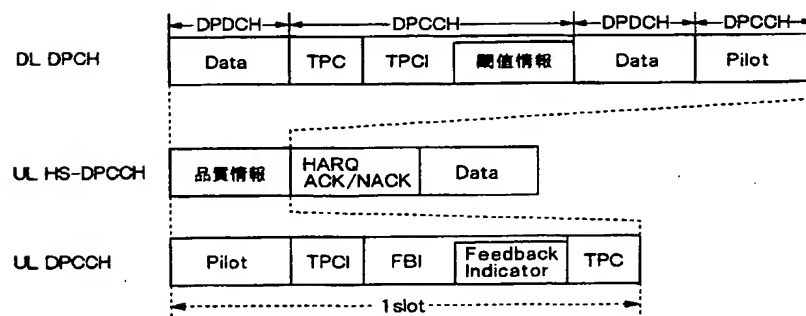 DPDCH DPCCH DPDCH DPCCH
DL DPCH Data TPC TPCI 閾値情報 Data Pilot
UL HS-DPCCH 品質情報 HARQ ACK/NACK Data
UL DPCCH Pilot TPCI FBI Feedback Indicator TPC
1slot